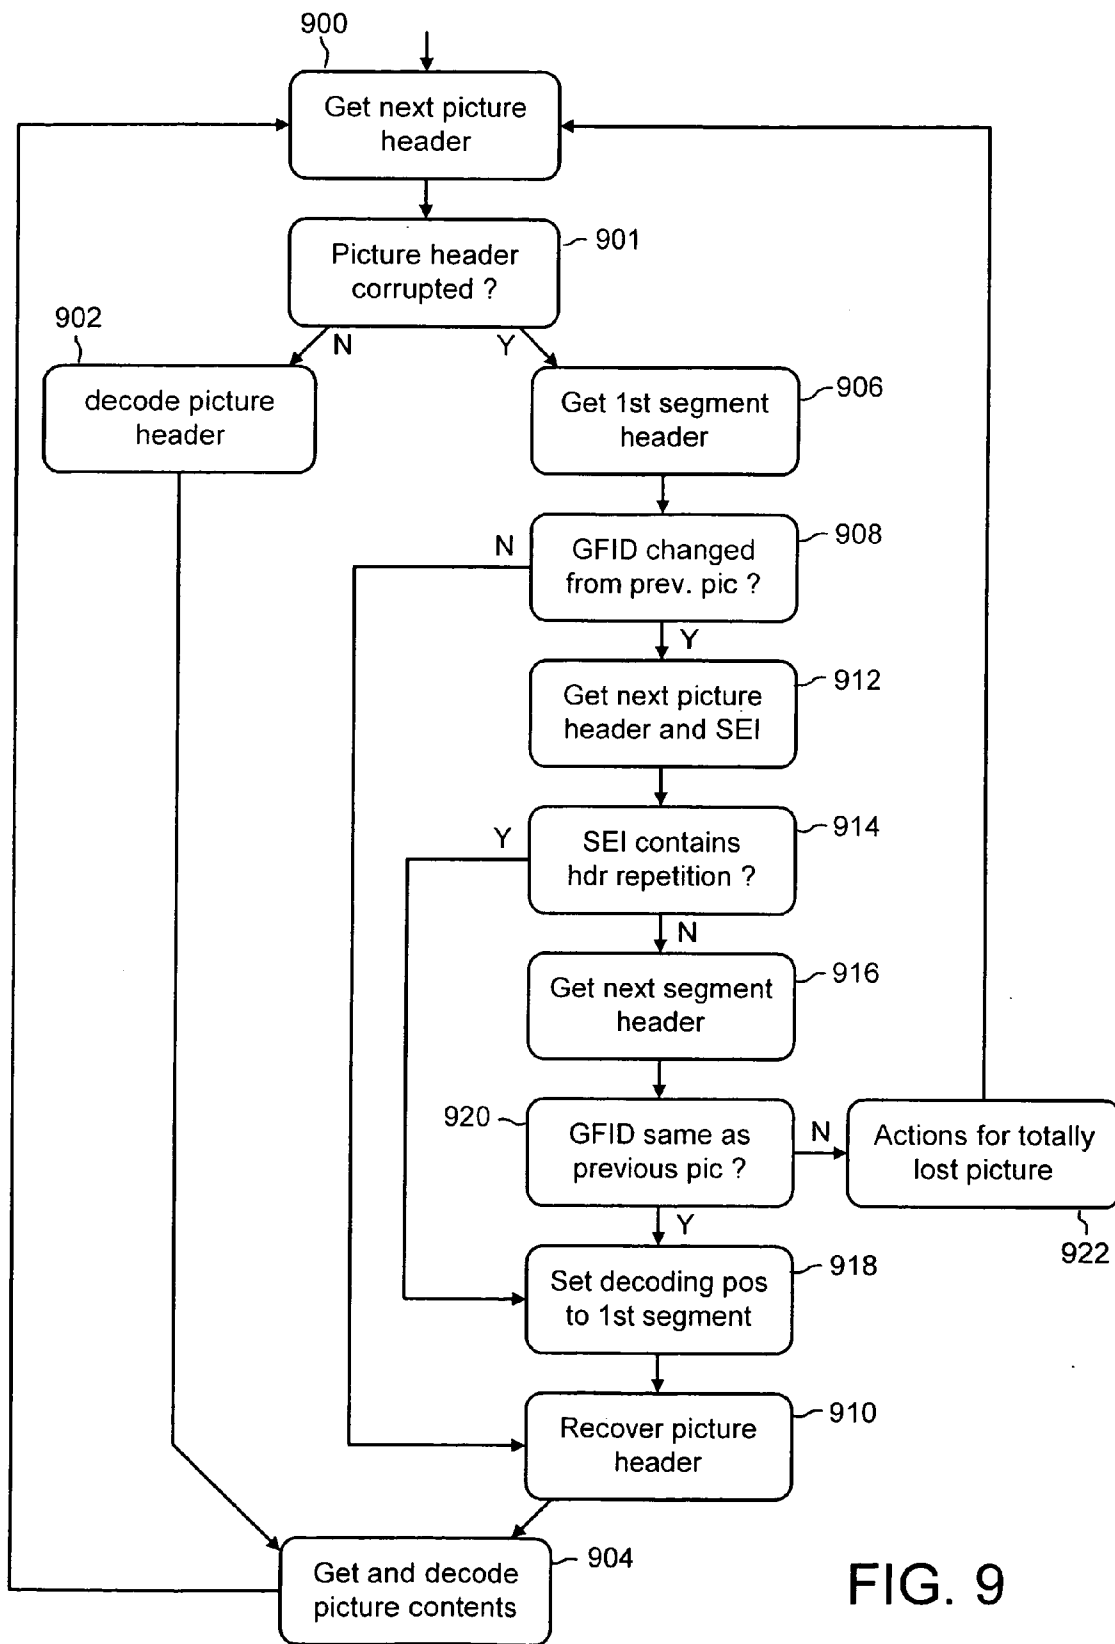 900
Get next picture
header
Picture header
corrupted ?
901
902
N
Y
decode picture
header
Get 1st segment
header
906
N
GFID changed
from prev. pic ?
908
Y
Get next picture
header and SEI
912
Y
SEI contains
hdr repetition ?
914
N
Get next segment
header
916
920
GFID same as
previous pic ?
N
Actions for totally
lost picture
922
Y
Set decoding pos
to 1st segment
918
Recover picture
header
910
Get and decode
picture contents
904
FIG. 9